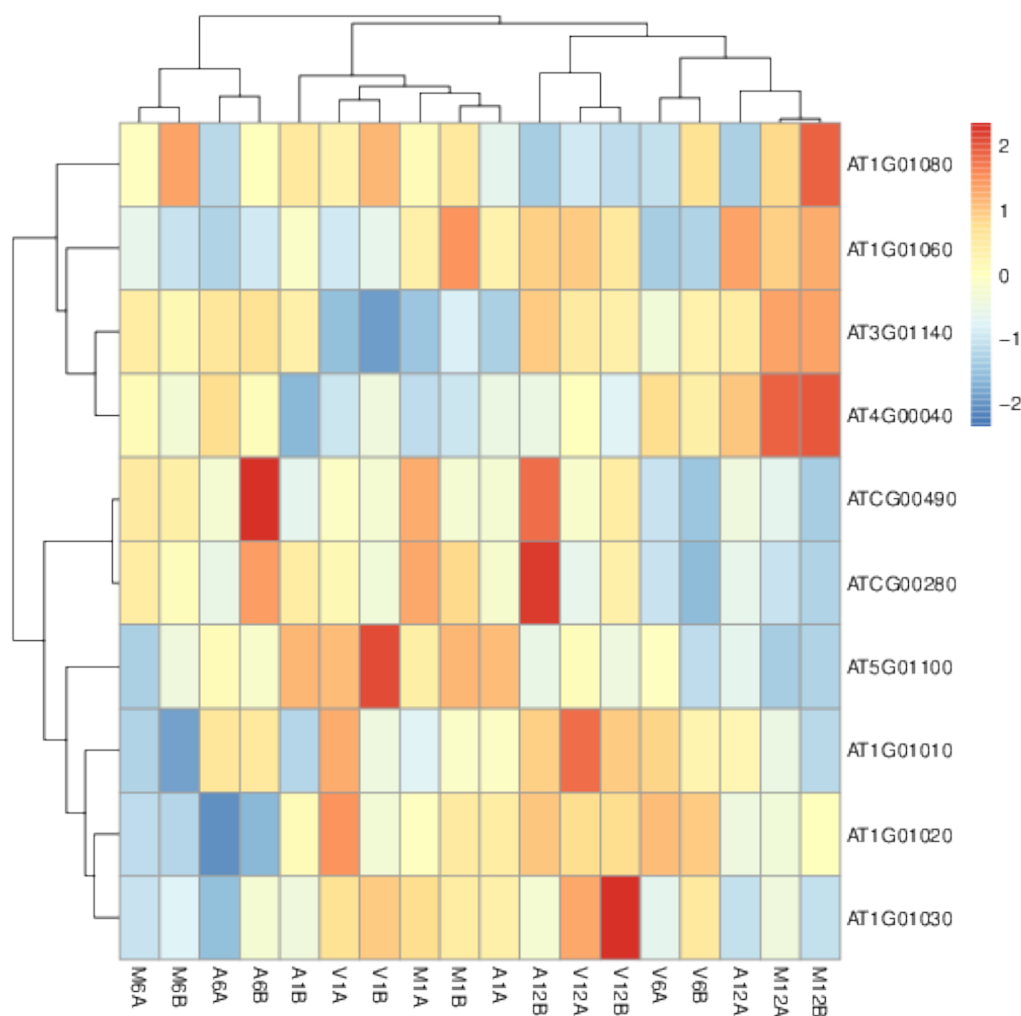 2
1
0
−1
−2
AT1G01080
AT1G01060
AT3G01140
AT4G00040
ATCG00490
ATCG00280
AT5G01100
AT1G01010
AT1G01020
AT1G01030
M6A
M6B
A6A
A6B
A1B
V1A
V1B
M1A
M1B
A1A
A12B
V12A
V12B
V6A
V6B
A12A
M12A
M12B